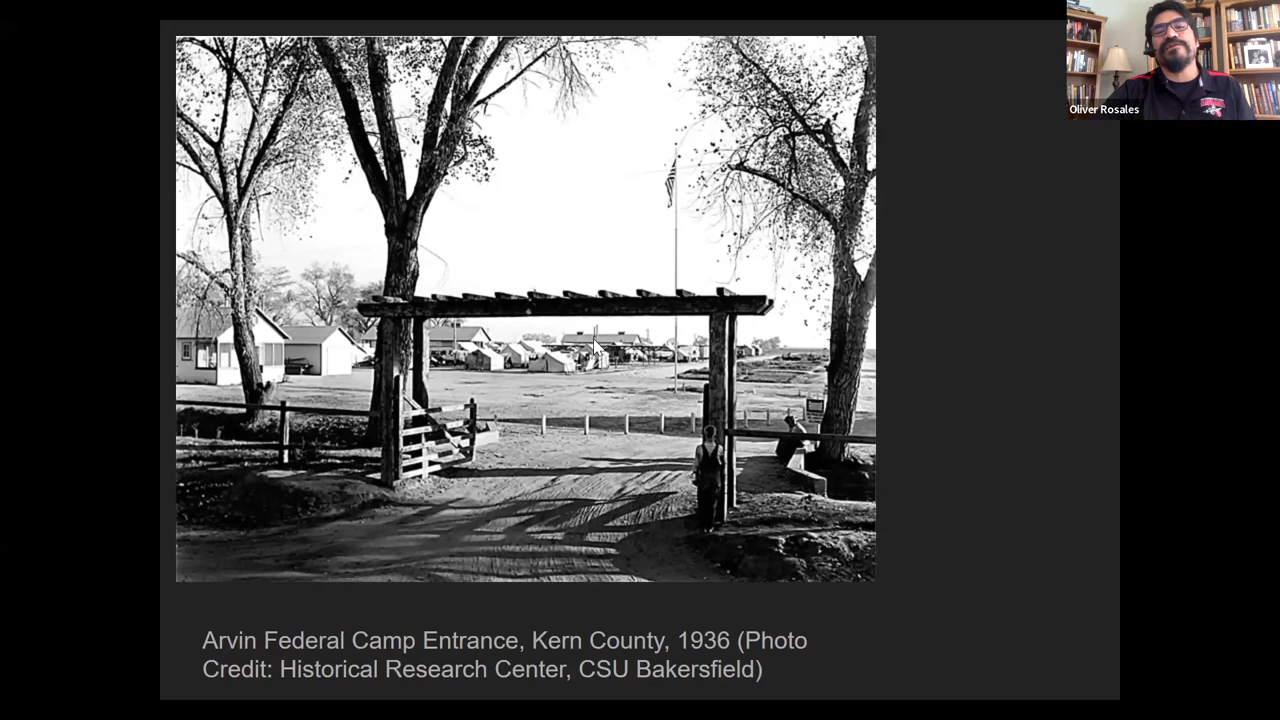 Oliver Rosales
Arvin Federal Camp Entrance, Kern County, 1936 (Photo
Credit: Historical Research Center, CSU Bakersfield)